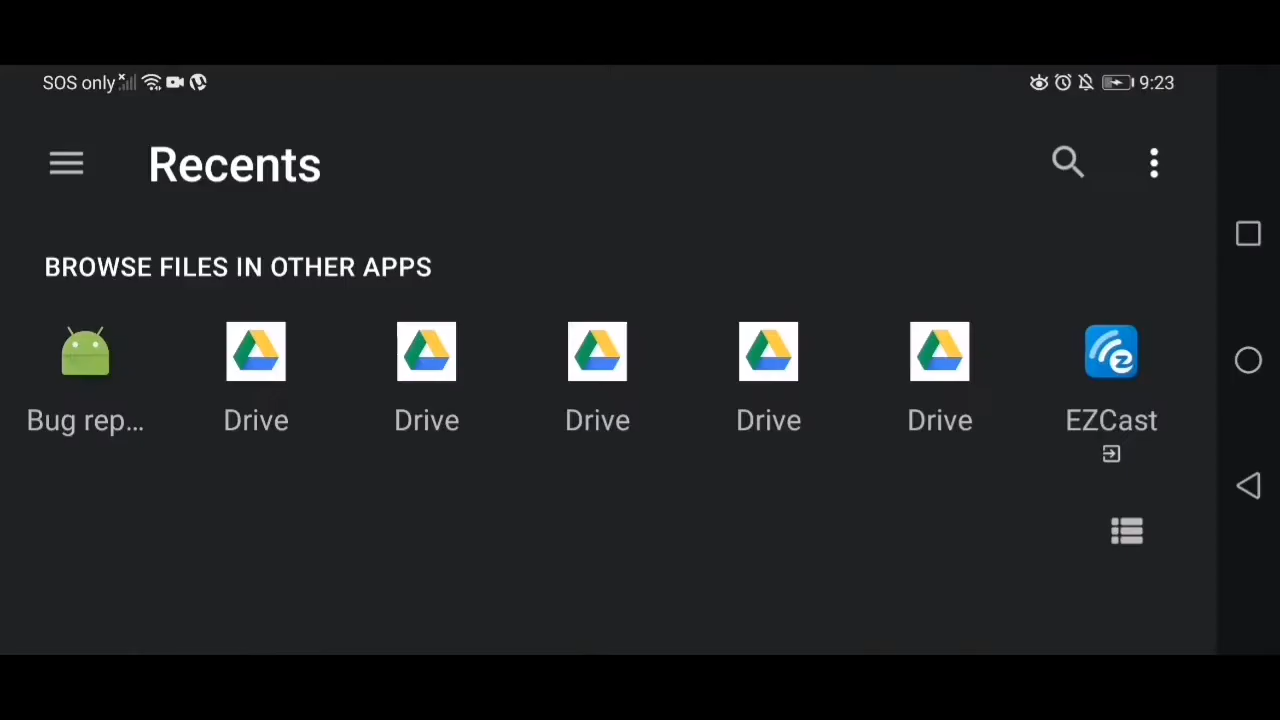 SOS only 9:23
Recents
BROWSE FILES IN OTHER APPS
Bug rep... Drive Drive Drive Drive Drive EZCast